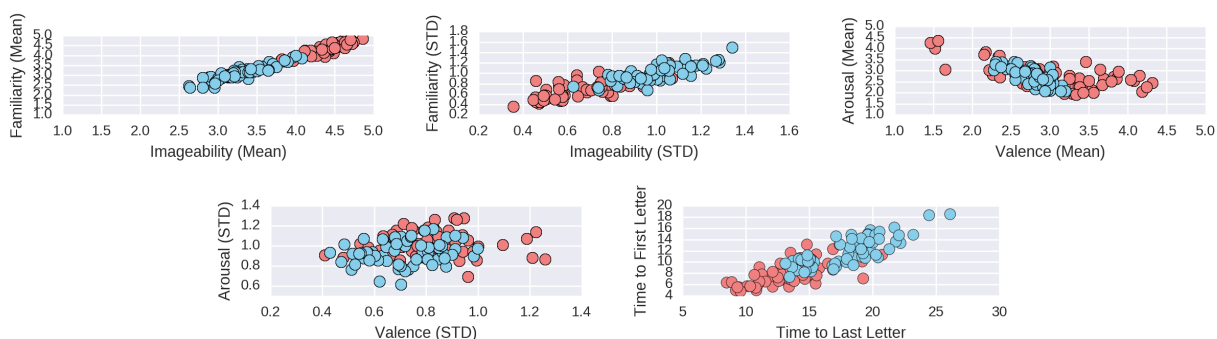 Familiarity (Mean)
5.0
4.5
4.0
3.5
3.0
2.5
2.0
1.5
1.0
1.0 1.5 2.0 2.5 3.0 3.5 4.0 4.5 5.0
Imageability (Mean)
Familiarity (STD)
1.8
1.6
1.4
1.2
1.0
0.8
0.6
0.4
0.2
0.2 0.4 0.6 0.8 1.0 1.2 1.4 1.6
Imageability (STD)
Arousal (Mean)
5.0
4.5
4.0
3.5
3.0
2.5
2.0
1.5
1.0
1.0 1.5 2.0 2.5 3.0 3.5 4.0 4.5 5.0
Valence (Mean)
Arousal (STD)
1.4
1.2
1.0
0.8
0.6
0.2 0.4 0.6 0.8 1.0 1.2 1.4
Valence (STD)
Time to First Letter
20
18
16
14
12
10
8
6
4
5 10 15 20 25 30
Time to Last Letter